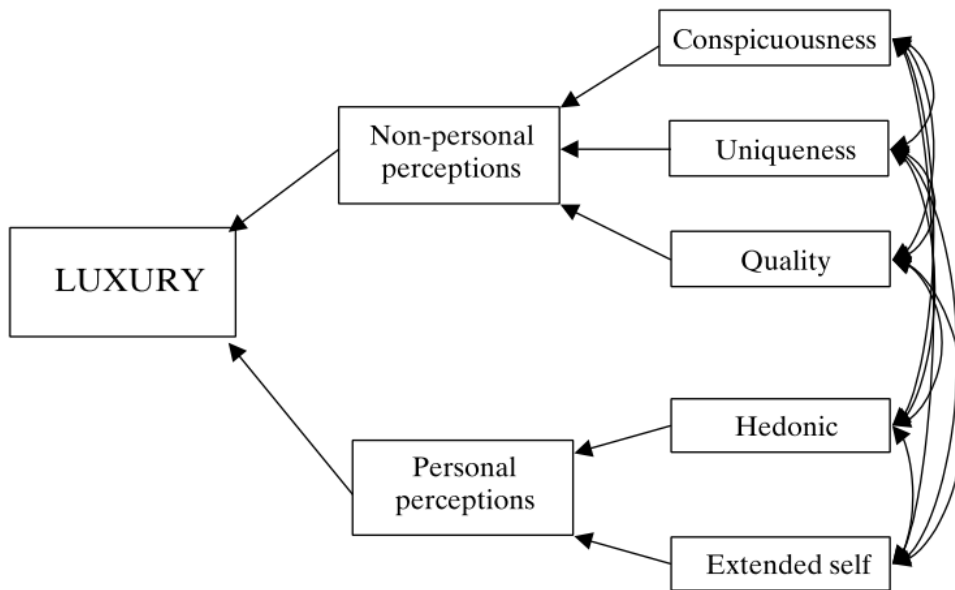 Conspicuousness
Non-personal
perceptions
Uniqueness
Quality
LUXURY
Hedonic
Personal
perceptions
Extended self